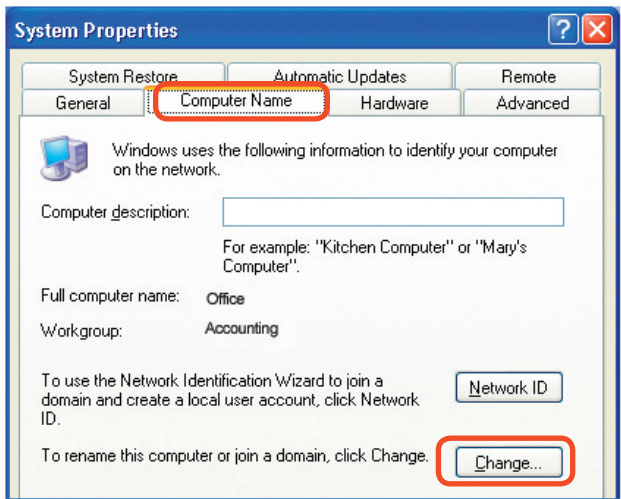 System Properties
System Restore Automatic Updates Remote
General Computer Name Hardware Advanced
Windows uses the following information to identify your computer
on the network.
Computer description:
For example: "Kitchen Computer" or "Mary's
Computer".
Full computer name: Office
Workgroup: Accounting
To use the Network Identification Wizard to join a
domain and create a local user account, click Network
ID.
Network ID
To rename this computer or join a domain, click Change.
Change...